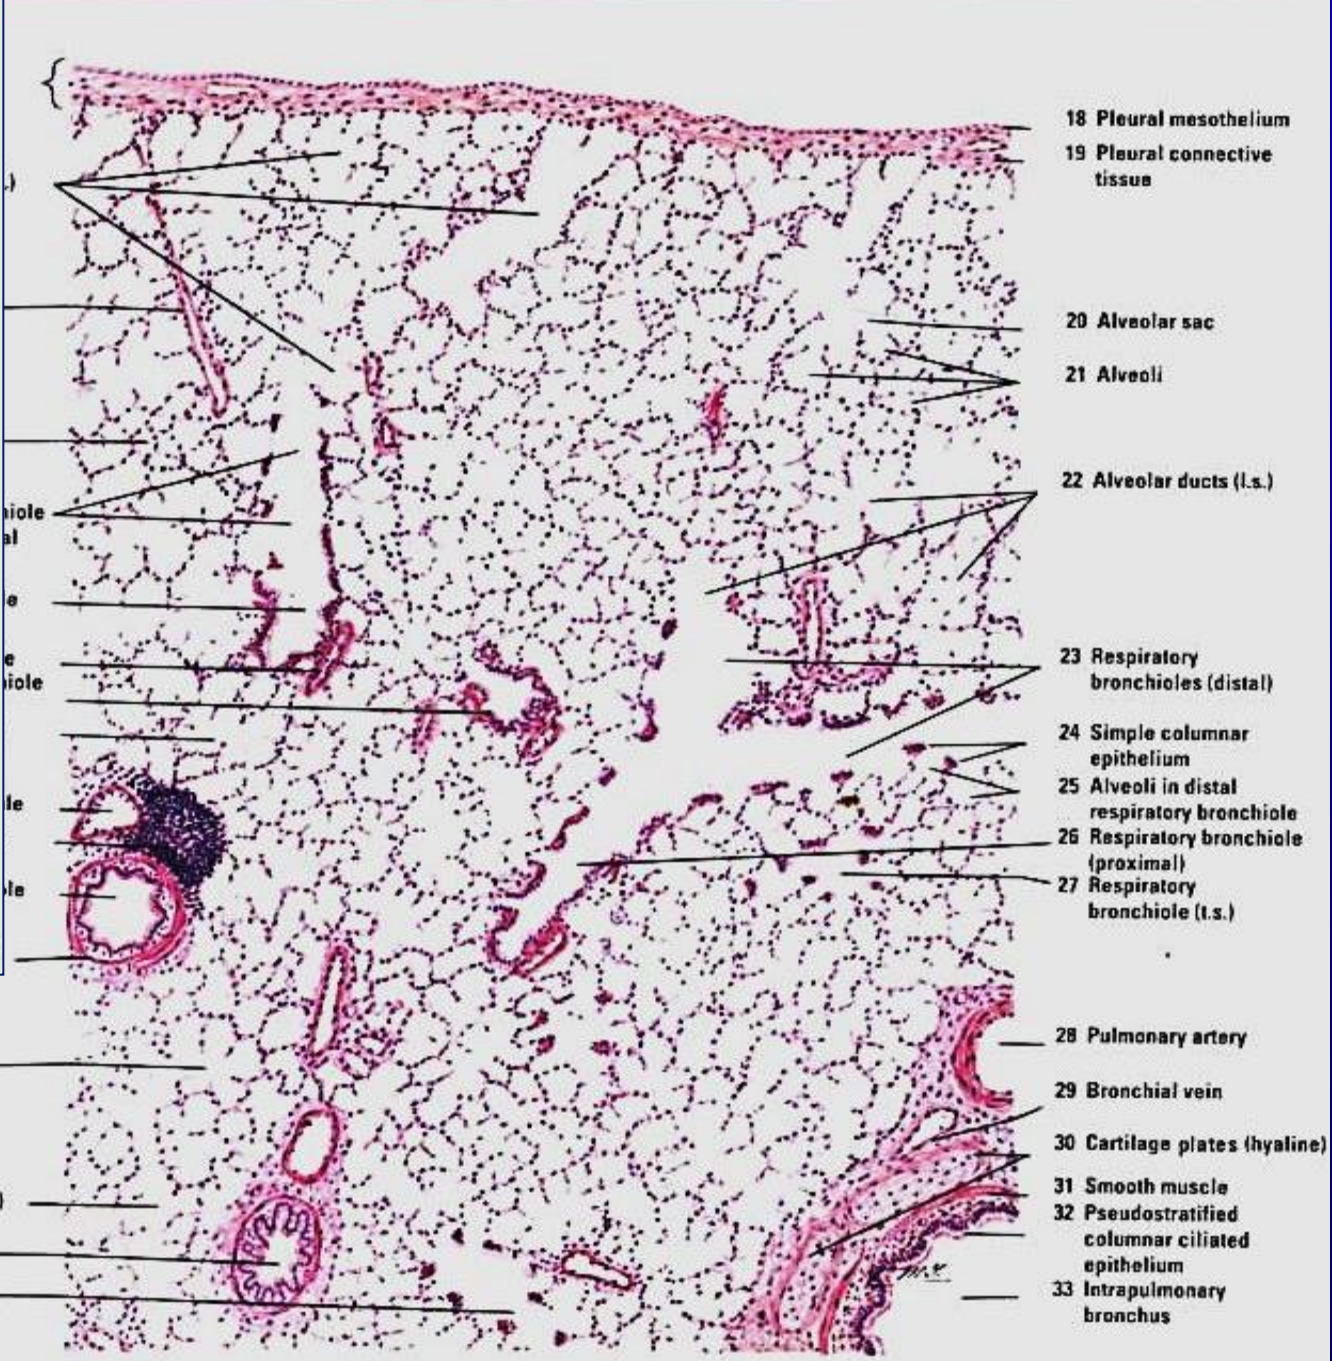 18 Pleural mesothelium
19 Pleural connective
tissue
20 Alveolar sac
21 Alveoli
22 Alveolar ducts (l.s.)
23 Respiratory
bronchioles (distal)
24 Simple columnar
epithelium
25 Alveoli in distal
respiratory bronchiole
26 Respiratory bronchiole
(proximal)
27 Respiratory
bronchiole (t.s.)
28 Pulmonary artery
29 Bronchial vein
30 Cartilage plates (hyaline)
31 Smooth muscle
32 Pseudostratified
columnar ciliated
epithelium
33 Intrapulmonary
bronchus